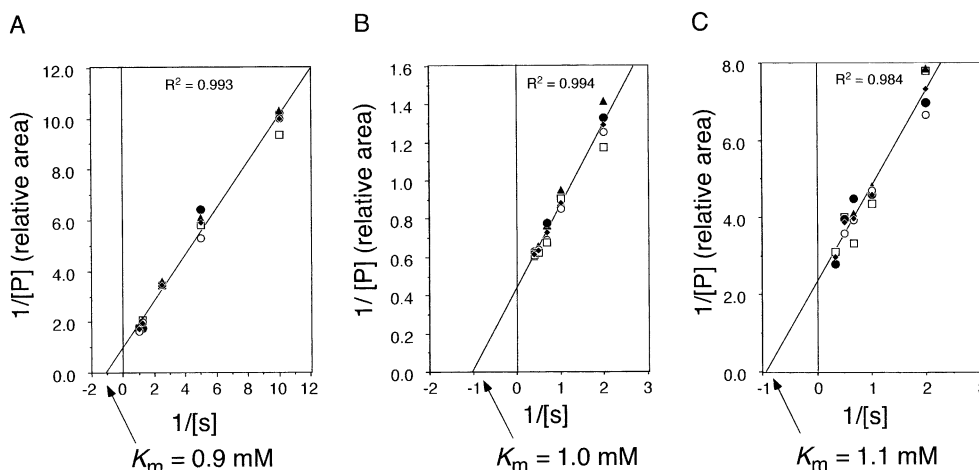 A
B
C
1/[P] (relative area)
12.0
10.0
8.0
6.0
4.0
2.0
0.0
R² = 0.993
-2 0 2 4 6 8 10 12
1/[s]
Km = 0.9 mM
1/ [P] (relative area)
1.6
1.4
1.2
1.0
0.8
0.6
0.4
0.2
0.0
R² = 0.994
-2 -1 0 1 2 3
1/[s]
Km = 1.0 mM
1/[P] (relative area)
8.0
6.0
4.0
2.0
0.0
R² = 0.984
-1 0 1 2 3
1/[s]
Km = 1.1 mM